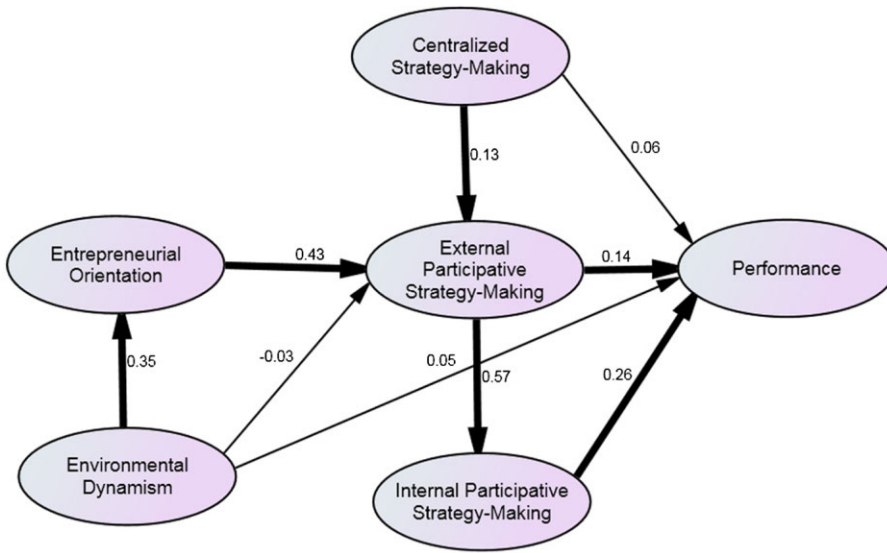 Centralized
Strategy-Making
0.13
0.06
Entrepreneurial
Orientation
0.43
External
Participative
Strategy-Making
0.14
Performance
0.35
-0.03
0.05
0.57
0.26
Environmental
Dynamism
Internal Participative
Strategy-Making